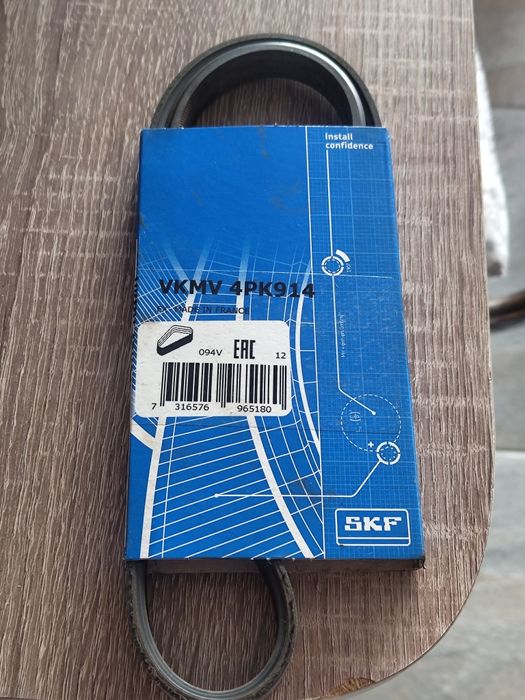 Install
confidence
VKMV 4PK914
MADE IN FRANCE
094V EAC 12
7 316576 965180
SKF